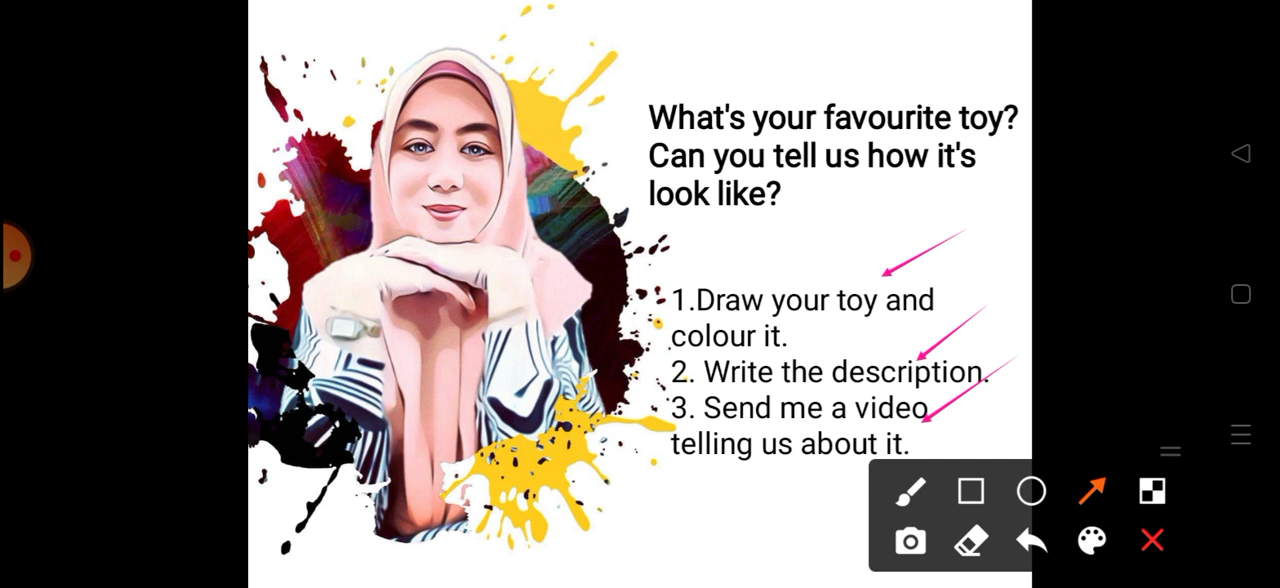 What's your favourite toy?
Can you tell us how it's
look like?
1.Draw your toy and
colour it.
2. Write the description.
3. Send me a video
telling us about it.